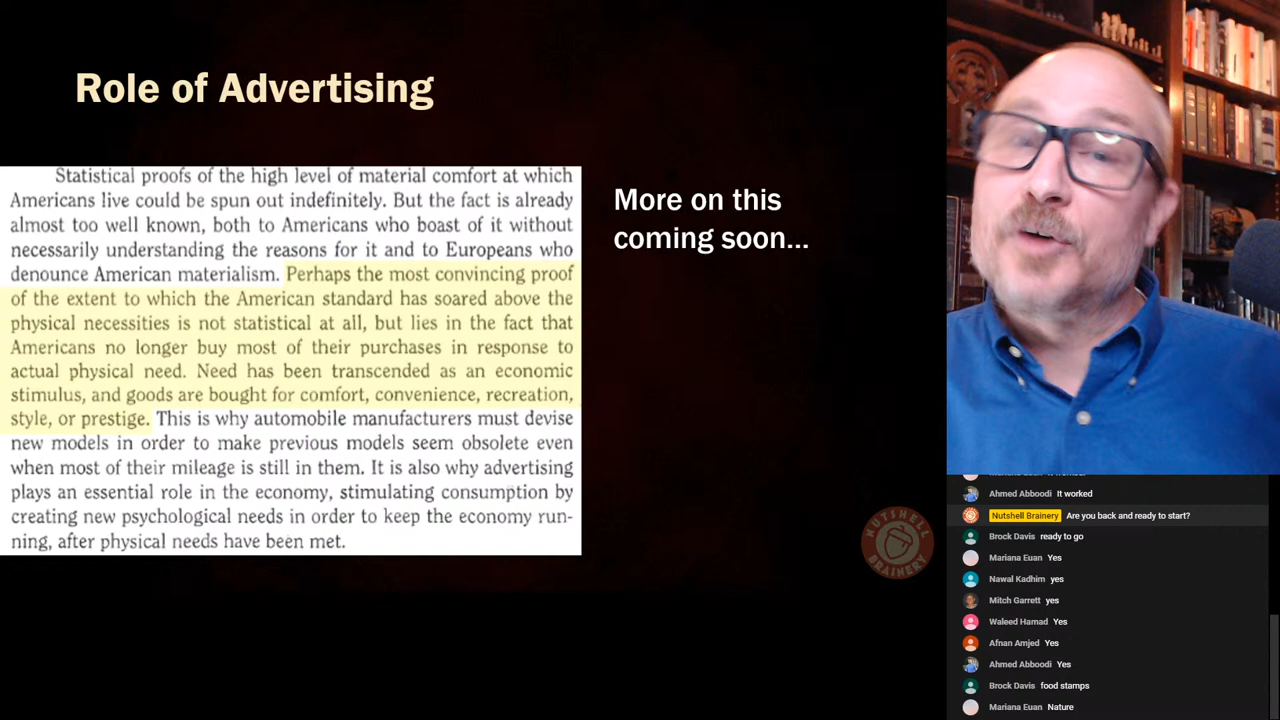 Role of Advertising
Statistical proofs of the high level of material comfort at which
Americans live could be spun out indefinitely. But the fact is already
almost too well known, both to Americans who boast of it without
necessarily understanding the reasons for it and to Europeans who
denounce American materialism. Perhaps the most convincing proof
of the extent to which the American standard has soared above the
physical necessities is not statistical at all, but lies in the fact that
Americans no longer buy most of their purchases in response to
actual physical need. Need has been transcended as an economic
stimulus, and goods are bought for comfort, convenience, recreation,
style, or prestige. This is why automobile manufacturers must devise
new models in order to make previous models seem obsolete even
when most of their mileage is still in them. It is also why advertising
plays an essential role in the economy, stimulating consumption by
creating new psychological needs in order to keep the economy run-
ning, after physical needs have been met.
More on this
coming soon...
NUTSHELL
BRAINERY
Ahmed Abboodi It worked
Nutshell Brainery Are you back and ready to start?
Brock Davis ready to go
Mariana Euan Yes
Nawal Kadhim yes
Mitch Garrett yes
Waleed Hamad Yes
Afnan Amjed Yes
Ahmed Abboodi Yes
Brock Davis food stamps
Mariana Euan Nature